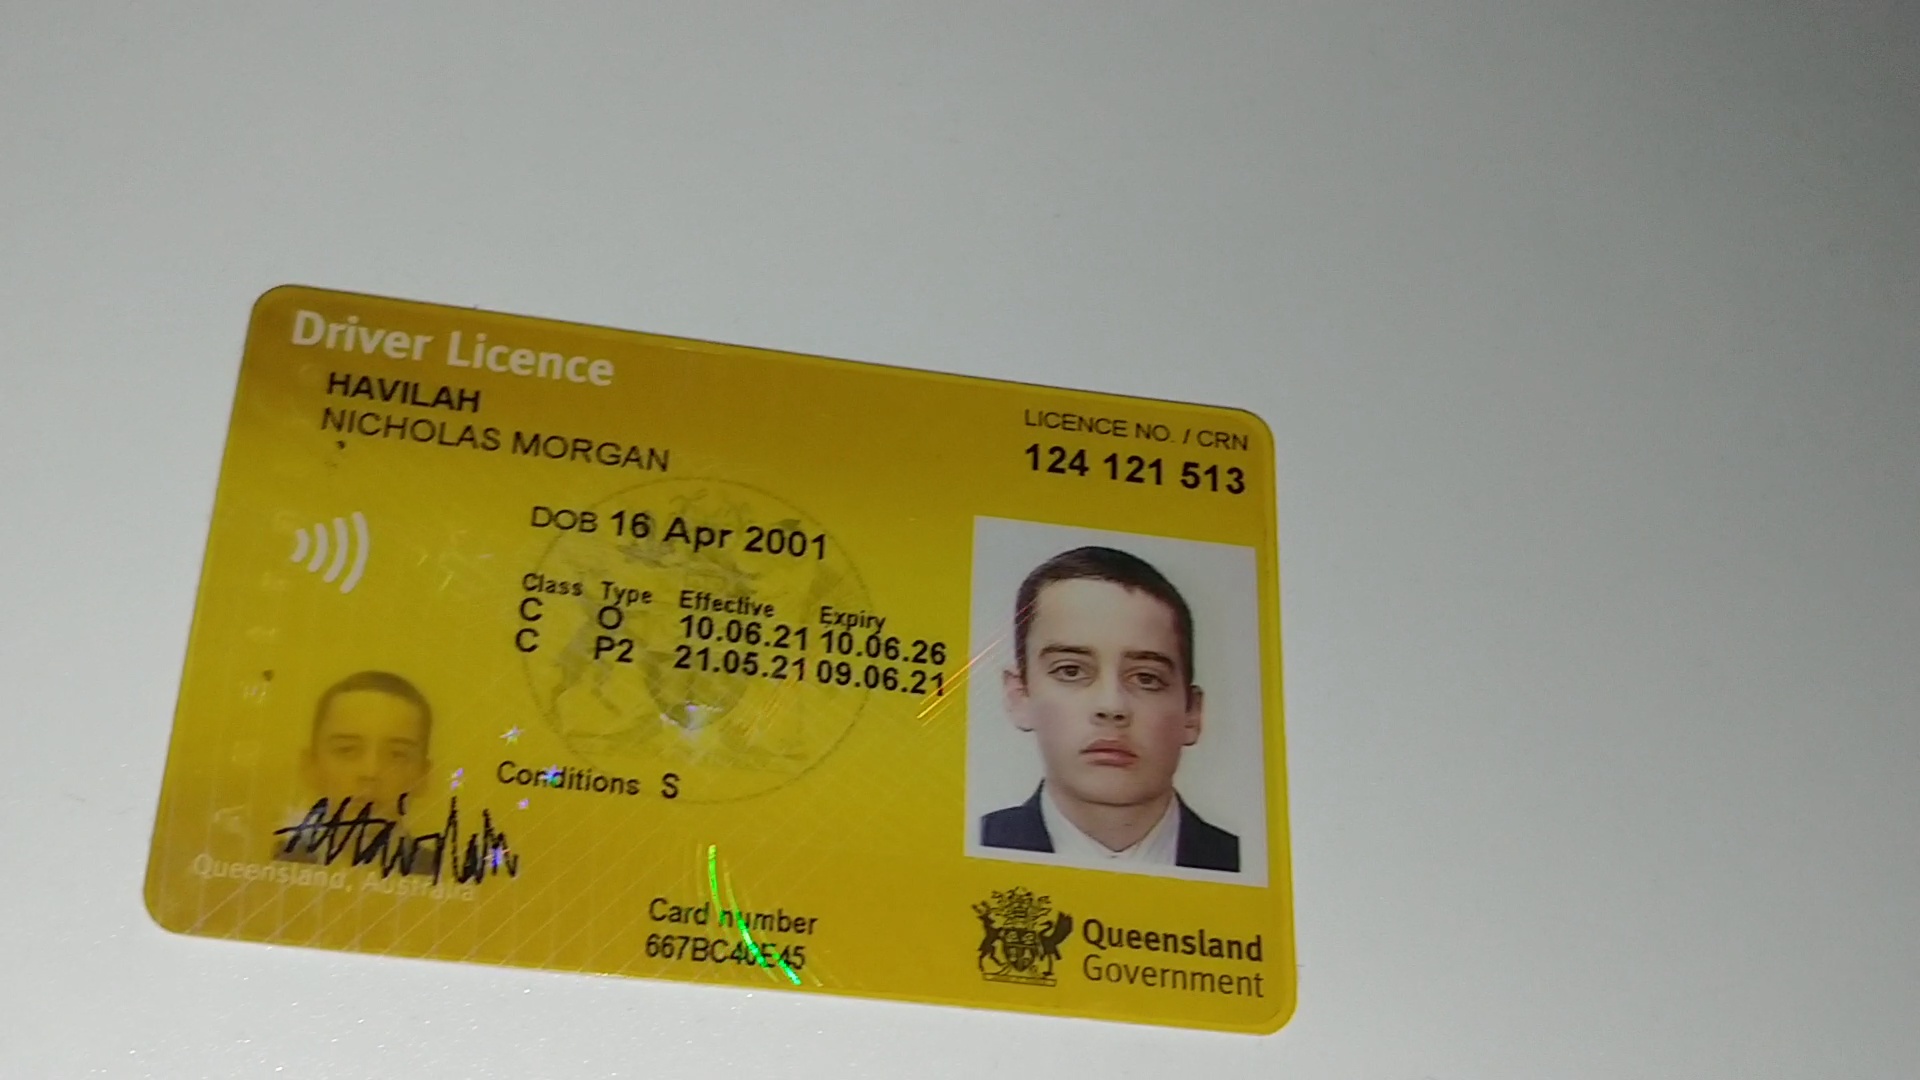 Driver Licence
HAVILAH
NICHOLAS MORGAN
LICENCE NO. / CRN
124 121 513
DOB 16 Apr 2001
Class Type Effective Expiry
C O 10.06.21 10.06.26
C P2 21.05.21 09.06.21
Conditions S
Queensland, Australia
Card number
667BC40E45
Queensland
Government